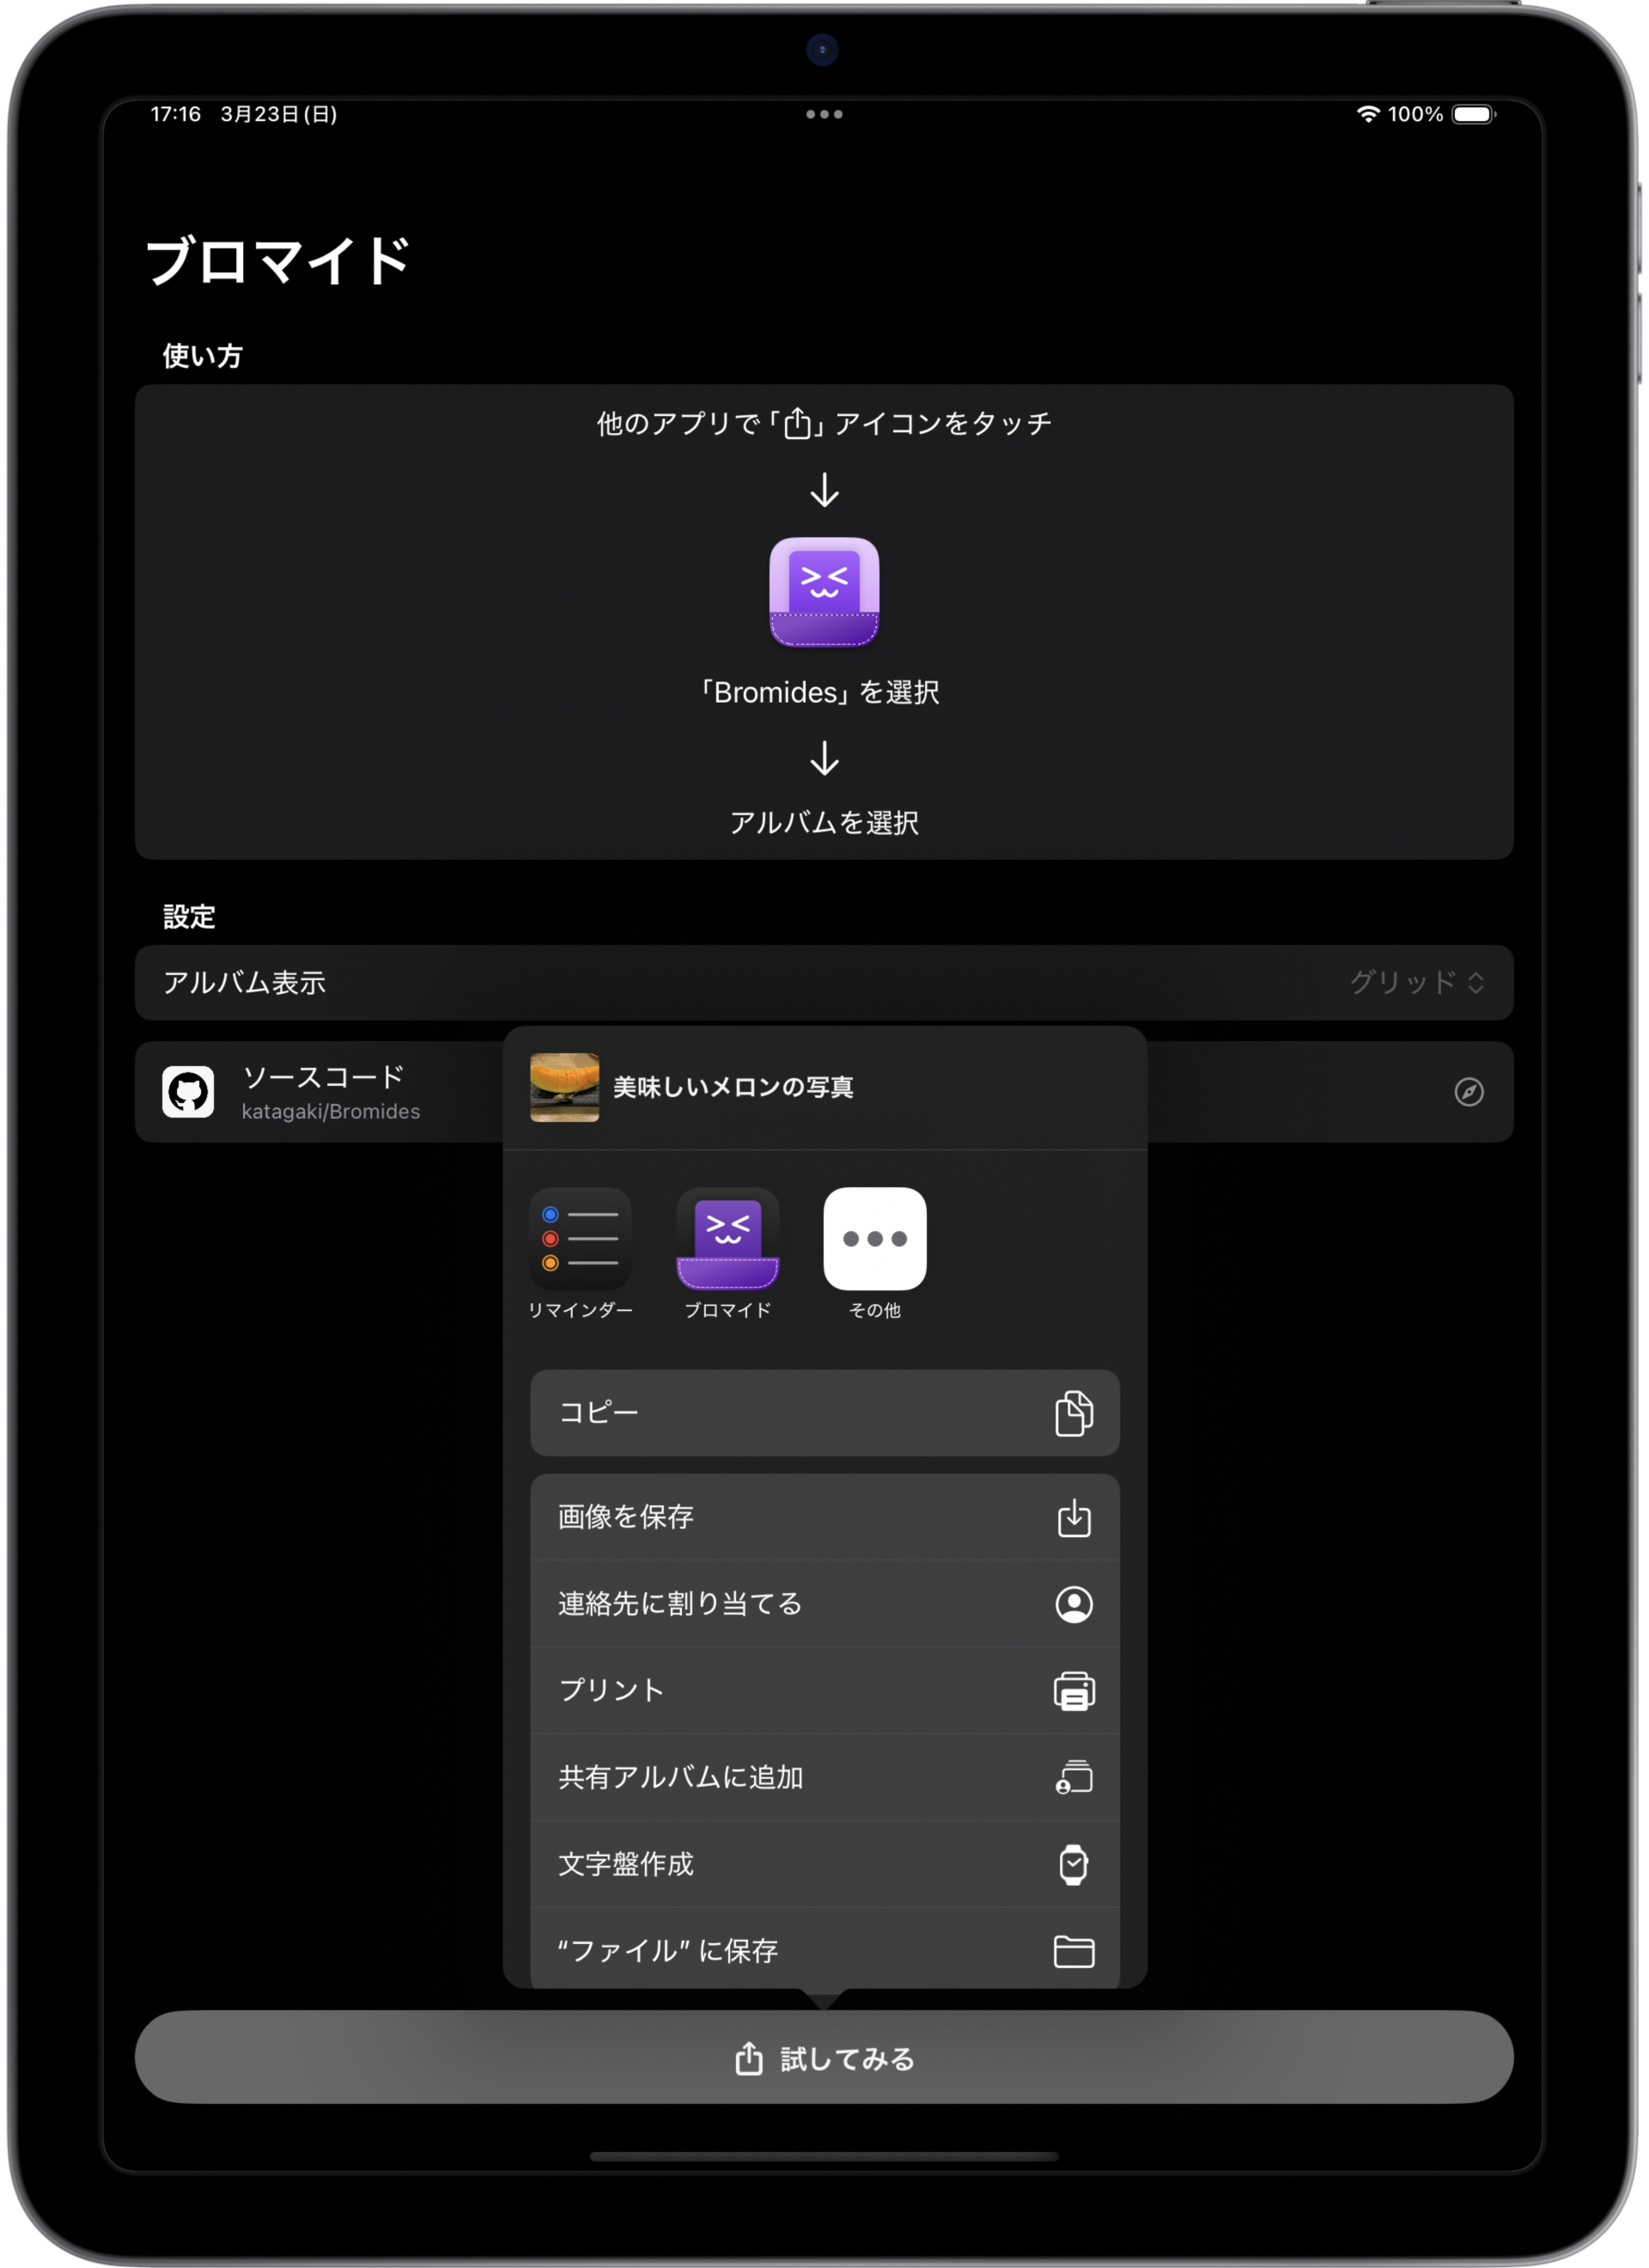 17:16 3月23日(日)
100%
ブロマイド
使い方
他のアプリで「」アイコンをタッチ
「Bromides」を選択
アルバムを選択
設定
アルバム表示 グリッド
ソースコード
katagaki/Bromides
美味しいメロンの写真
リマインダー ブロマイド その他
コピー
画像を保存
連絡先に割り当てる
プリント
共有アルバムに追加
文字盤作成
“ファイル”に保存
試してみる